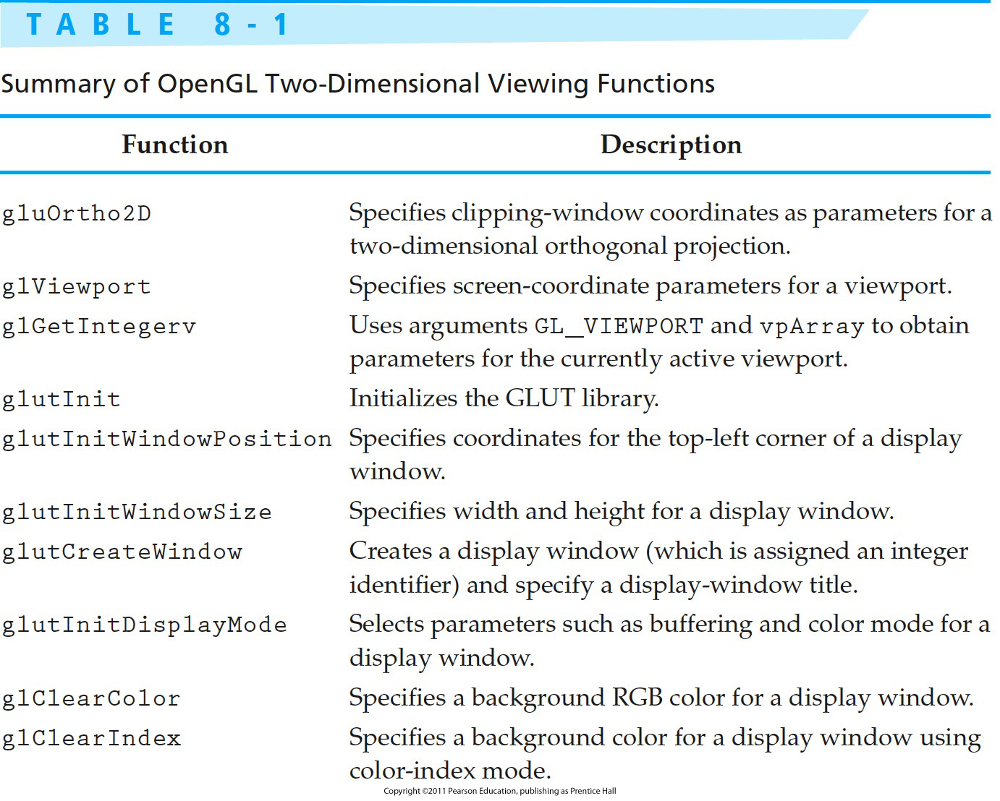 TABLE 8-1
Summary of OpenGL Two-Dimensional Viewing Functions
Function Description
gluOrtho2D Specifies clipping-window coordinates as parameters for a
two-dimensional orthogonal projection.
glViewport Specifies screen-coordinate parameters for a viewport.
glGetIntegerv Uses arguments GL_VIEWPORT and vpArray to obtain
parameters for the currently active viewport.
glutInit Initializes the GLUT library.
glutInitWindowPosition Specifies coordinates for the top-left corner of a display
window.
glutInitWindowSize Specifies width and height for a display window.
glutCreateWindow Creates a display window (which is assigned an integer
identifier) and specify a display-window title.
glutInitDisplayMode Selects parameters such as buffering and color mode for a
display window.
glClearColor Specifies a background RGB color for a display window.
glClearIndex Specifies a background color for a display window using
color-index mode.
Copyright ©2011 Pearson Education, publishing as Prentice Hall